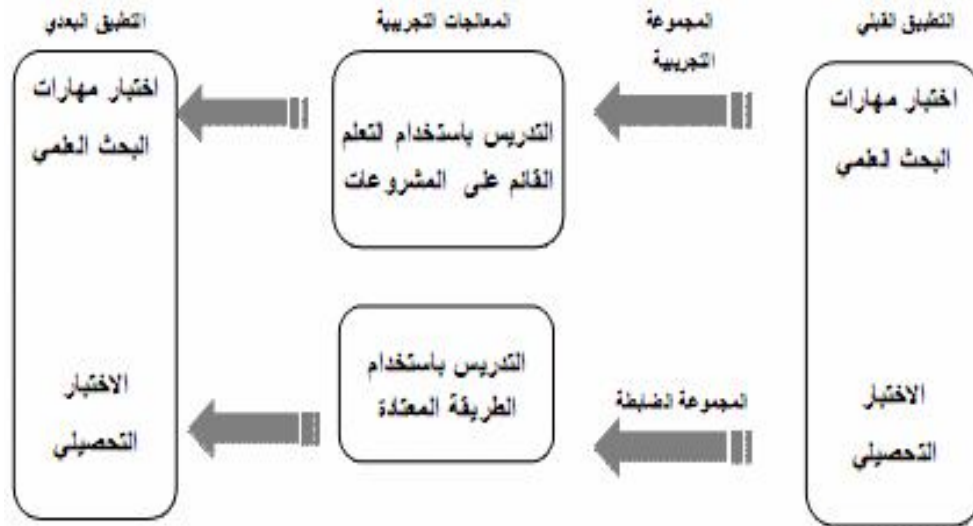 التطبيق القبلي
المجموعة
التجريبية
المعالجات التجريبية
التطبيق البعدي
اختبار مهارات
البحث العلمي
التدريس باستخدام التعلم
القائم على المشروعات
اختبار مهارات
البحث العلمي
الاختبار
التحصيلي
المجموعة الضابطة
التدريس باستخدام
الطريقة المعتادة
الاختبار
التحصيلي